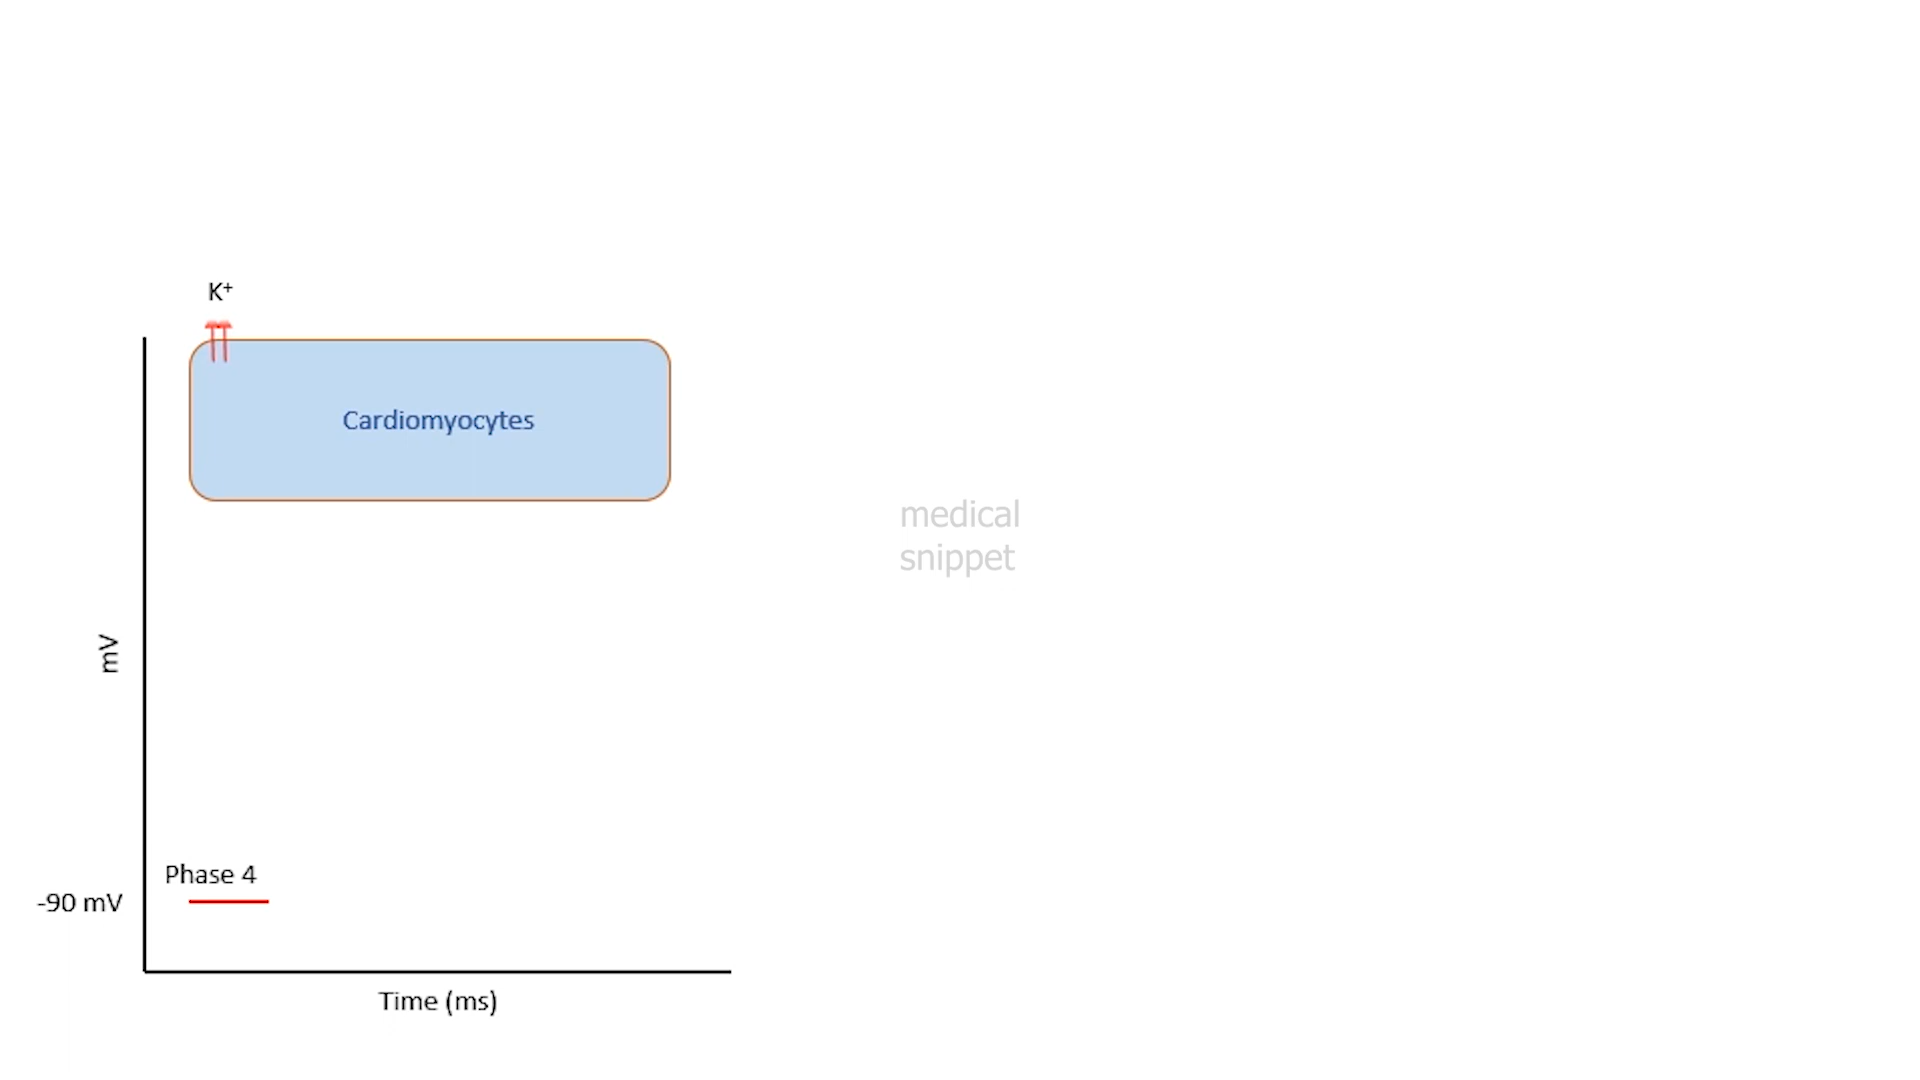 K⁺
Cardiomyocytes
medical
snippet
mV
Phase 4
-90 mV
Time (ms)